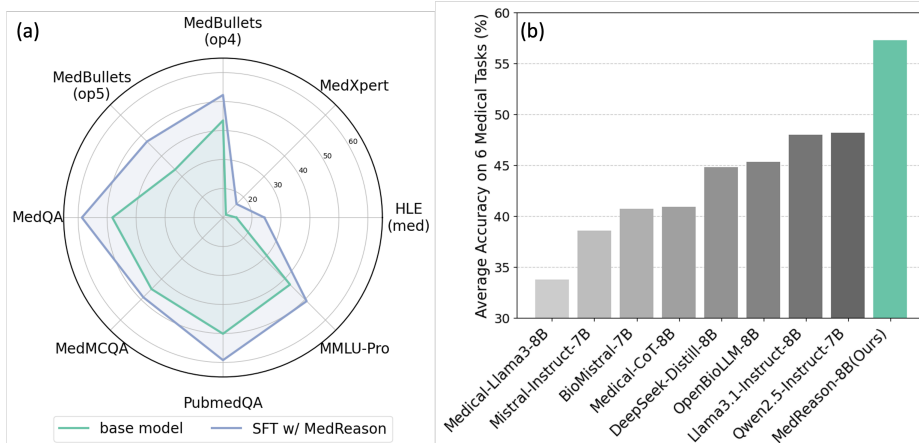 (a)
MedBullets
(op4)
MedBullets
(op5)
MedXpert
60
50
40
30
20
MedQA
HLE
(med)
MedMCQA
MMLU-Pro
PubmedQA
base model
SFT w/ MedReason
(b)
Average Accuracy on 6 Medical Tasks (%)
60
55
50
45
40
35
30
Medical-Llama3-8B
Mistral-Instruct-7B
BioMistral-7B
Medical-CoT-8B
DeepSeek-Distill-8B
OpenBioLLM-8B
Llama3.1-Instruct-8B
Qwen2.5-Instruct-7B
MedReason-8B(Ours)